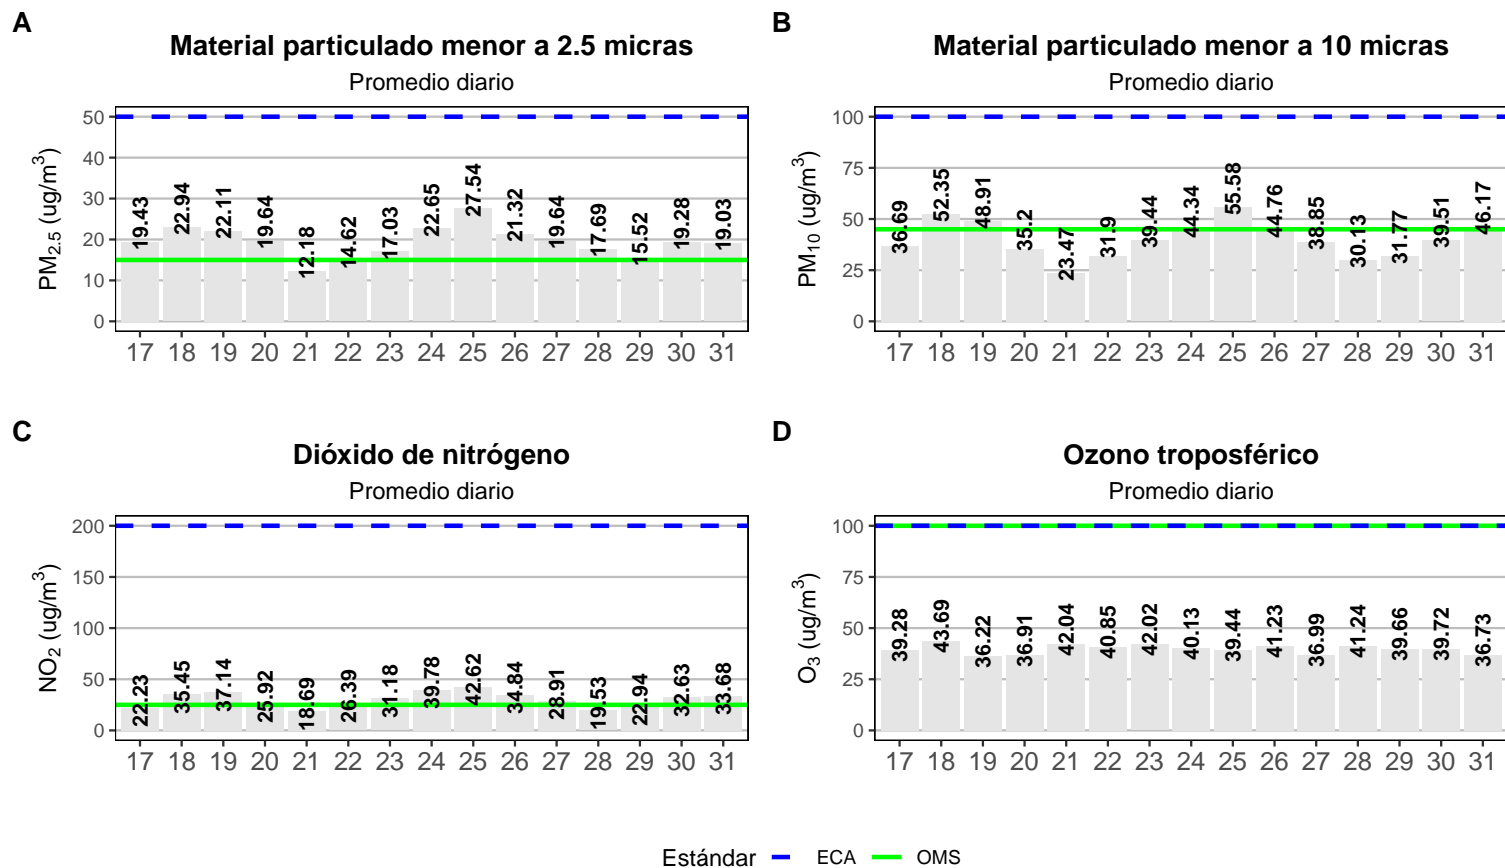 A
Material particulado menor a 2.5 micras
Promedio diario
PM2.5 (ug/m³)
50
40
30
20
10
0
19.43 22.94 22.11 19.64 12.18 14.62 17.03 22.65 27.54 21.32 19.64 17.69 15.52 19.28 19.03
17 18 19 20 21 22 23 24 25 26 27 28 29 30 31
B
Material particulado menor a 10 micras
Promedio diario
PM10 (ug/m³)
100
75
50
25
0
36.69 52.35 48.91 35.2 23.47 31.9 39.44 44.34 55.58 44.76 38.85 30.13 31.77 39.51 46.17
17 18 19 20 21 22 23 24 25 26 27 28 29 30 31
C
Dióxido de nitrógeno
Promedio diario
NO2 (ug/m³)
200
150
100
50
0
22.23 35.45 37.14 25.92 18.69 26.39 31.18 39.78 42.62 34.84 28.91 19.53 22.94 32.63 33.68
17 18 19 20 21 22 23 24 25 26 27 28 29 30 31
D
Ozono troposférico
Promedio diario
O3 (ug/m³)
100
75
50
25
0
39.28 43.69 36.22 36.91 42.04 40.85 42.02 40.13 39.44 41.23 36.99 41.24 39.66 39.72 36.73
17 18 19 20 21 22 23 24 25 26 27 28 29 30 31
Estándar ECA OMS